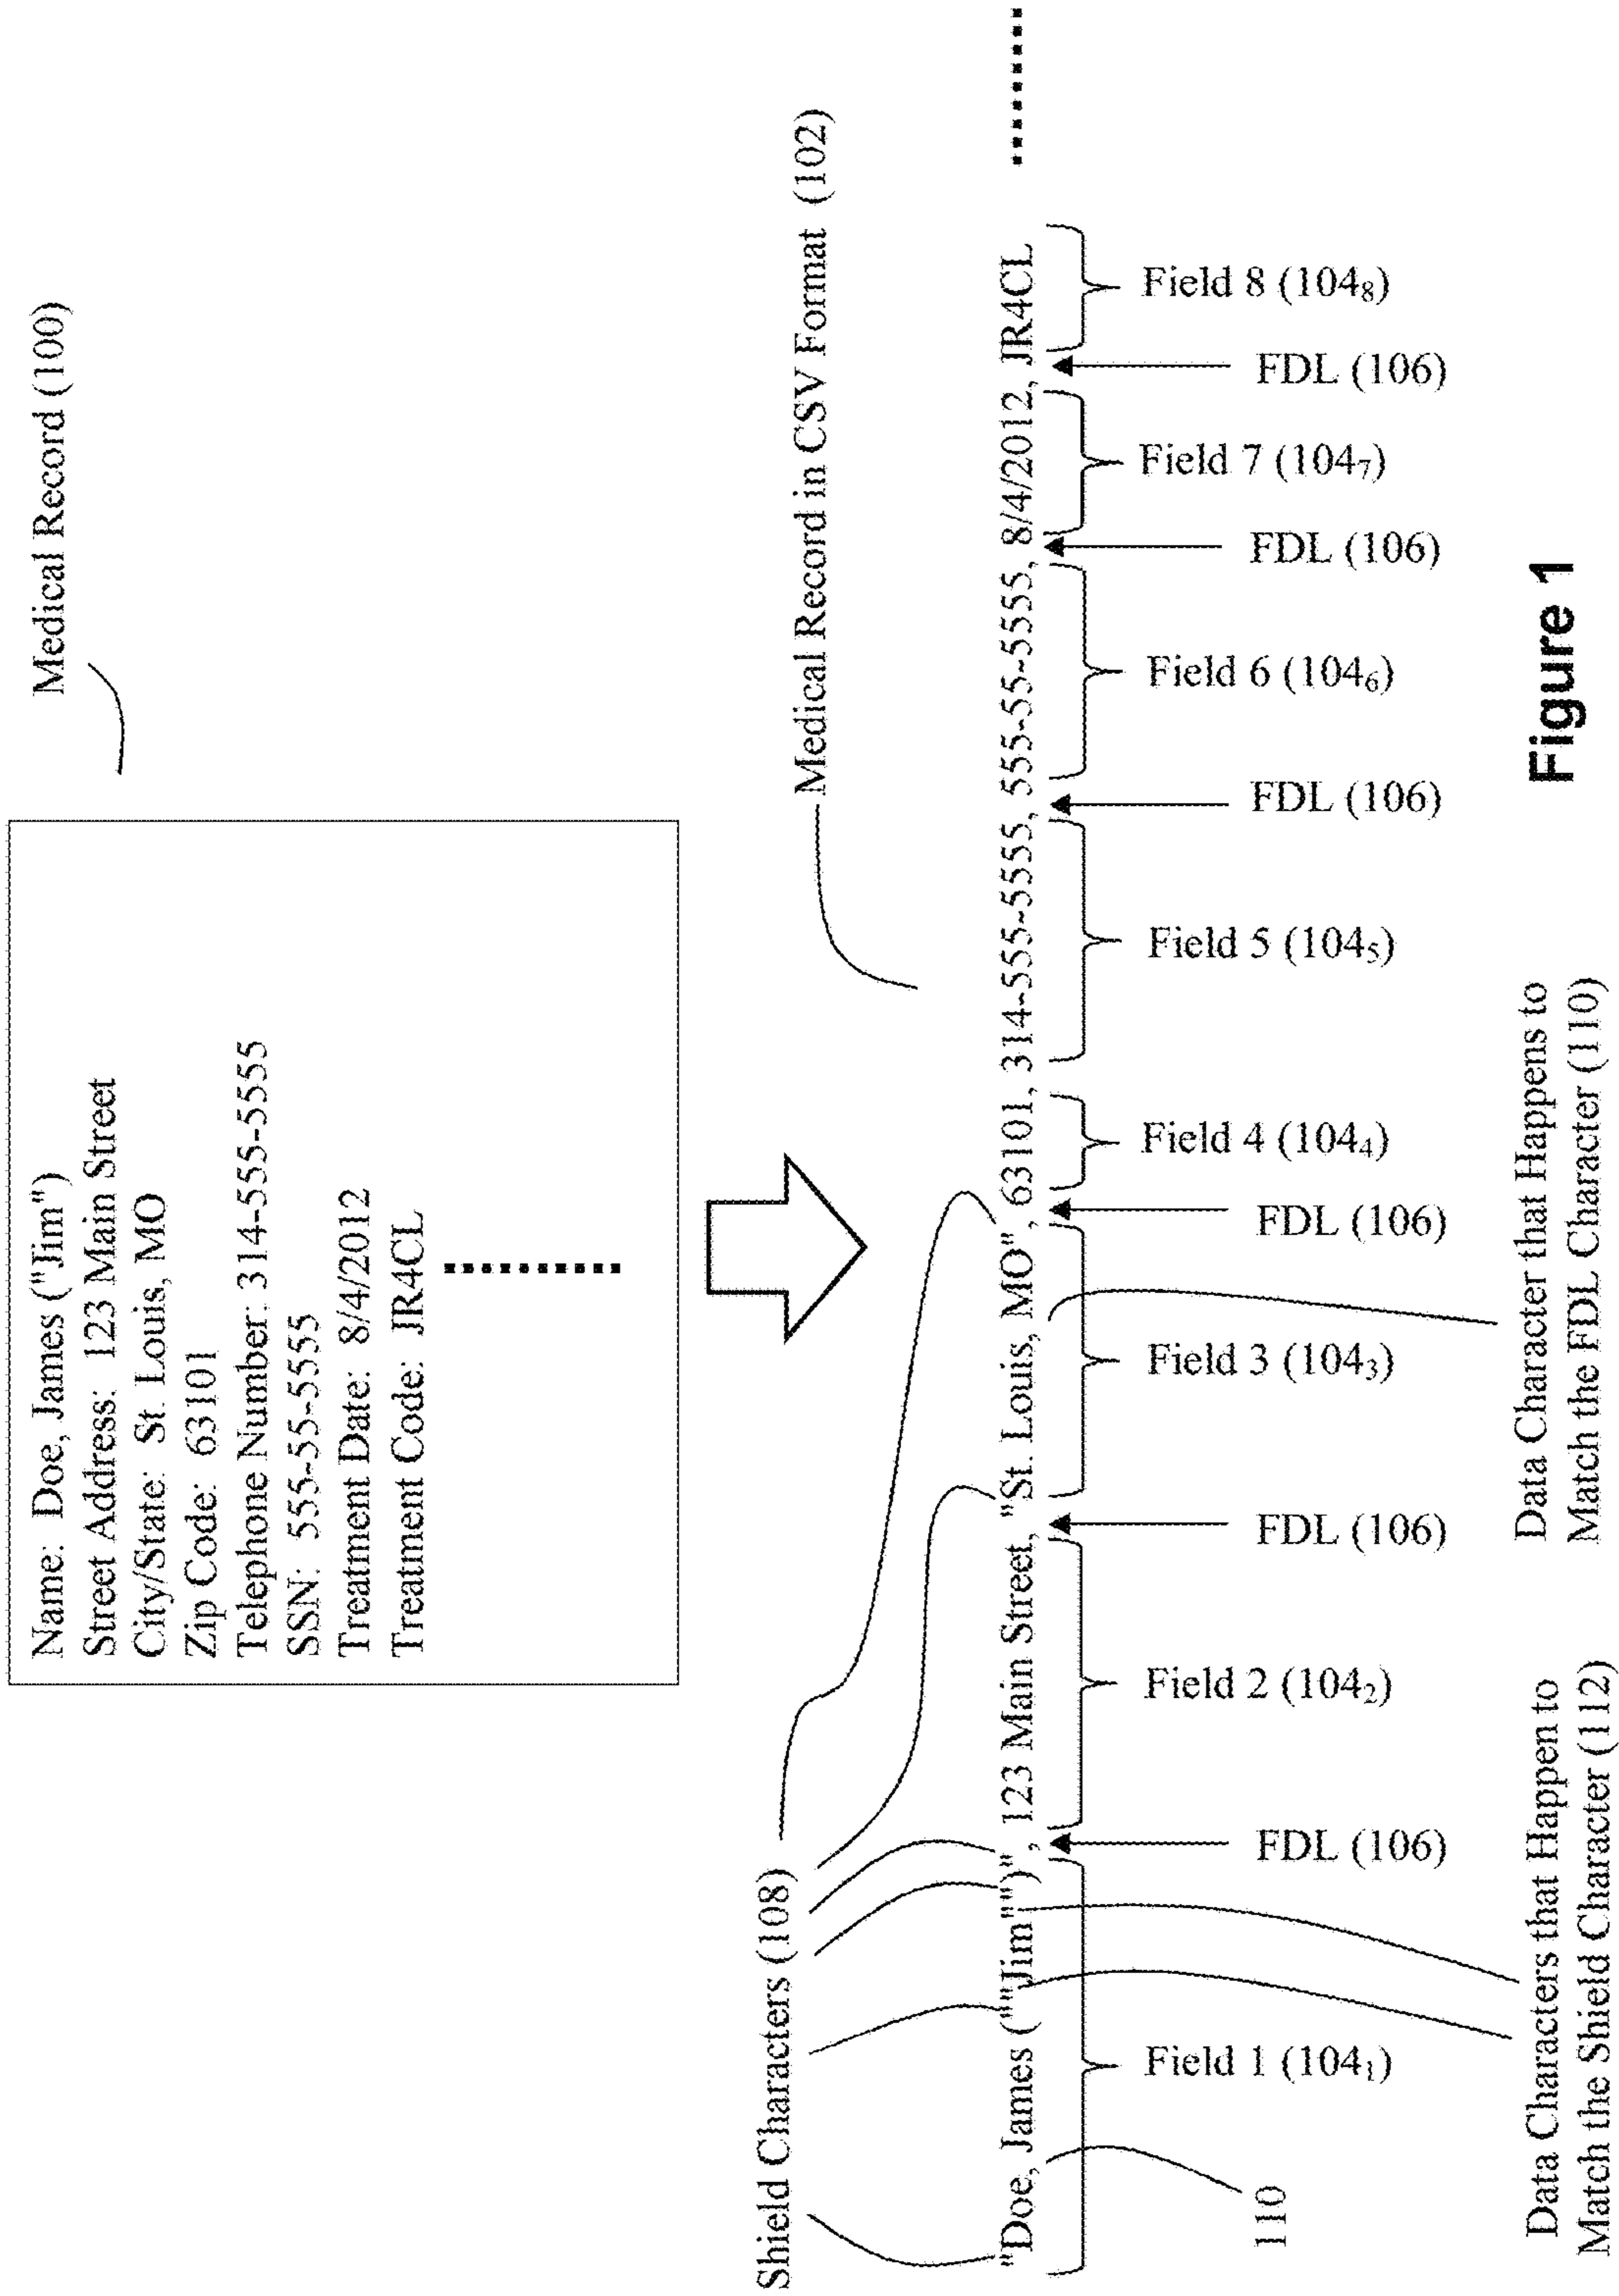 Medical Record (100)
Name: Doe, James ("Jim")
Street Address: 123 Main Street
City/State: St. Louis, MO
Zip Code: 63101
Telephone Number: 314-555-5555
SSN: 555-55-5555
Treatment Date: 8/4/2012
Treatment Code: JR4CL
Shield Characters (108)
Medical Record in CSV Format (102)
"Doe, James (""Jim"")", 123 Main Street, "St. Louis, MO", 63101, 314-555-5555, 555-55-5555, 8/4/2012, JR4CL
Field 1 (104₁)
Field 2 (104₂)
Field 3 (104₃)
Field 4 (104₄)
Field 5 (104₅)
Field 6 (104₆)
Field 7 (104₇)
Field 8 (104₈)
110
FDL (106)
FDL (106)
FDL (106)
FDL (106)
FDL (106)
FDL (106)
Data Characters that Happen to
Match the Shield Character (112)
Data Character that Happens to
Match the FDL Character (110)
Figure 1